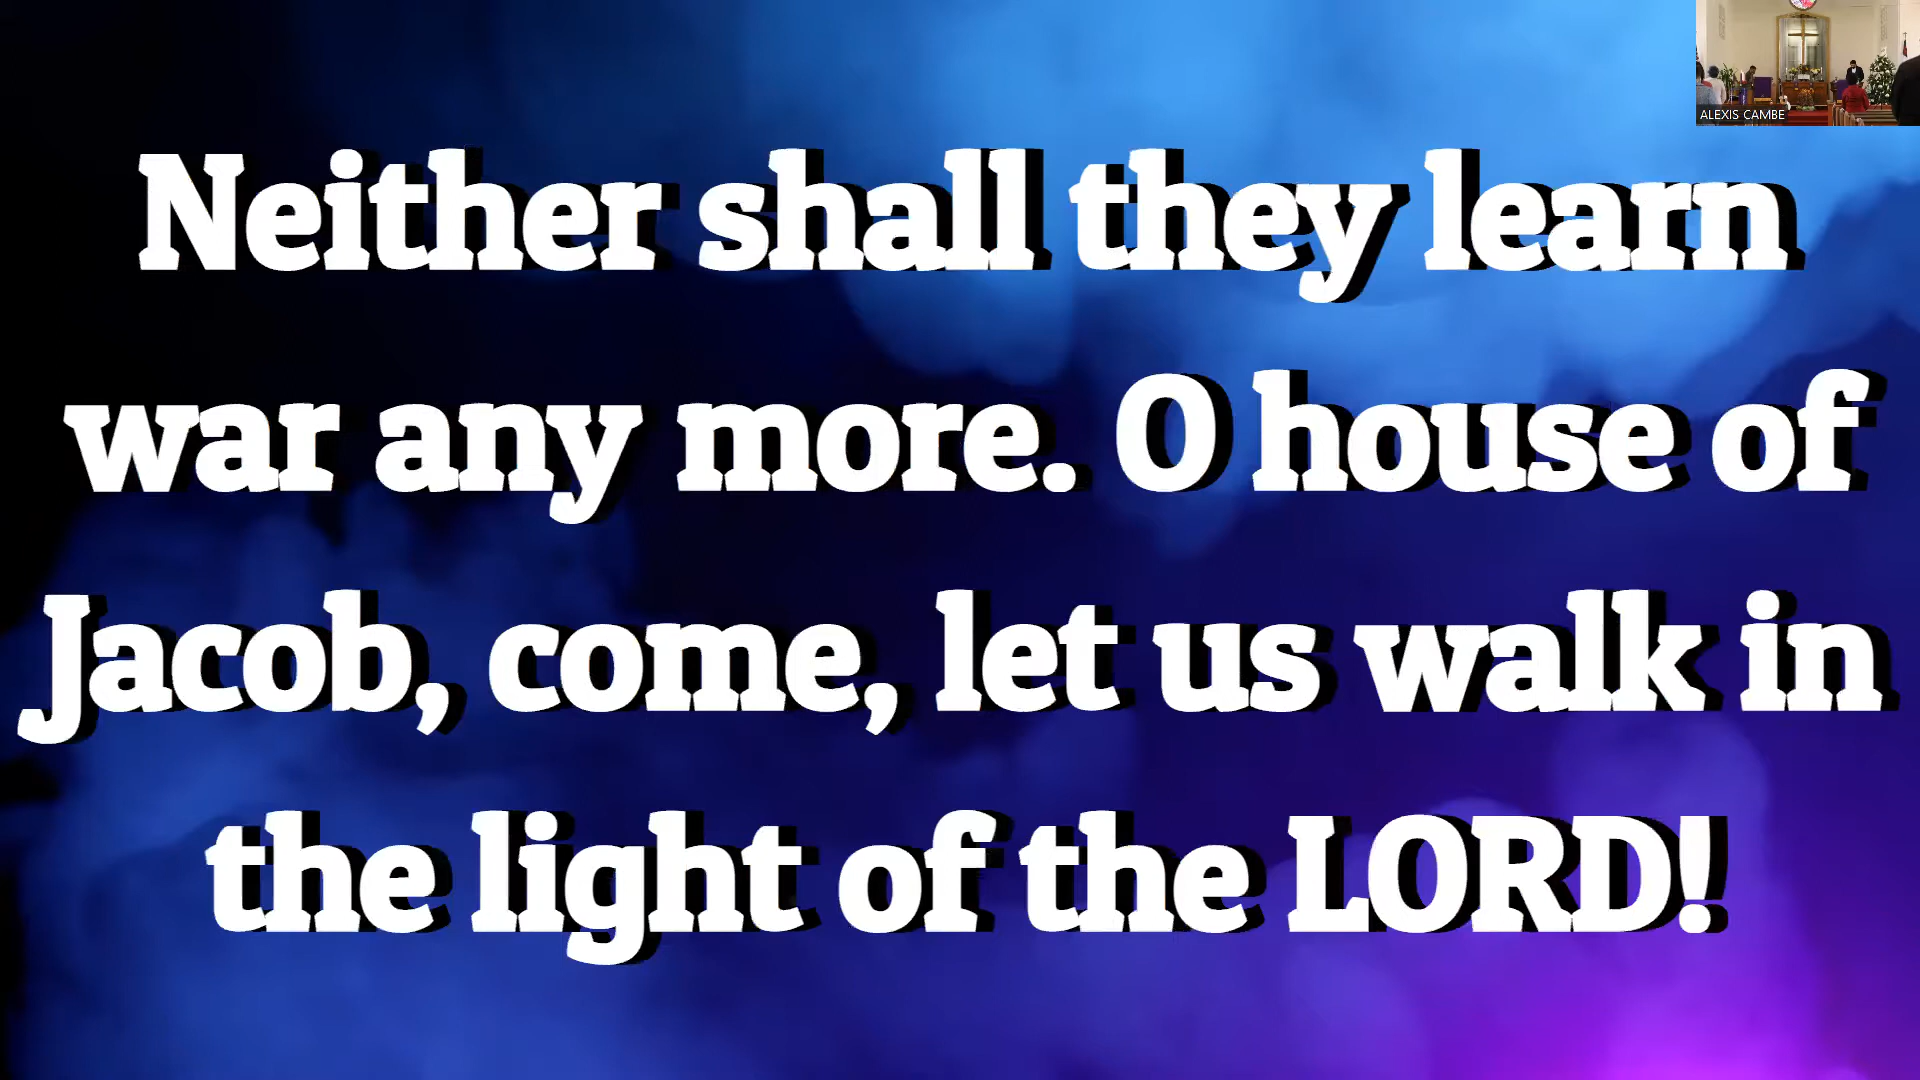 ALEXIS CAMBE
Neither shall they learn
war any more. O house of
Jacob, come, let us walk in
the light of the LORD!